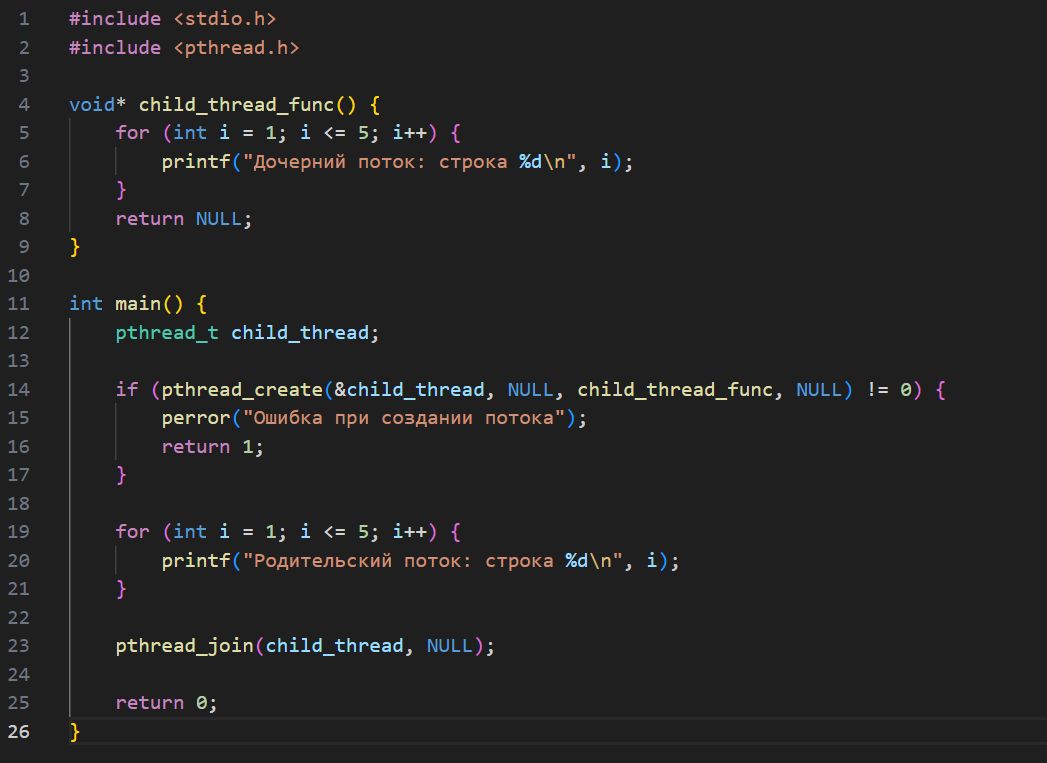 1 #include <stdio.h>
2 #include <pthread.h>
3
4 void* child_thread_func() {
5     for (int i = 1; i <= 5; i++) {
6         printf("Дочерний поток: строка %d\n", i);
7     }
8     return NULL;
9 }
10
11 int main() {
12     pthread_t child_thread;
13
14     if (pthread_create(&child_thread, NULL, child_thread_func, NULL) != 0) {
15         perror("Ошибка при создании потока");
16         return 1;
17     }
18
19     for (int i = 1; i <= 5; i++) {
20         printf("Родительский поток: строка %d\n", i);
21     }
22
23     pthread_join(child_thread, NULL);
24
25     return 0;
26 }